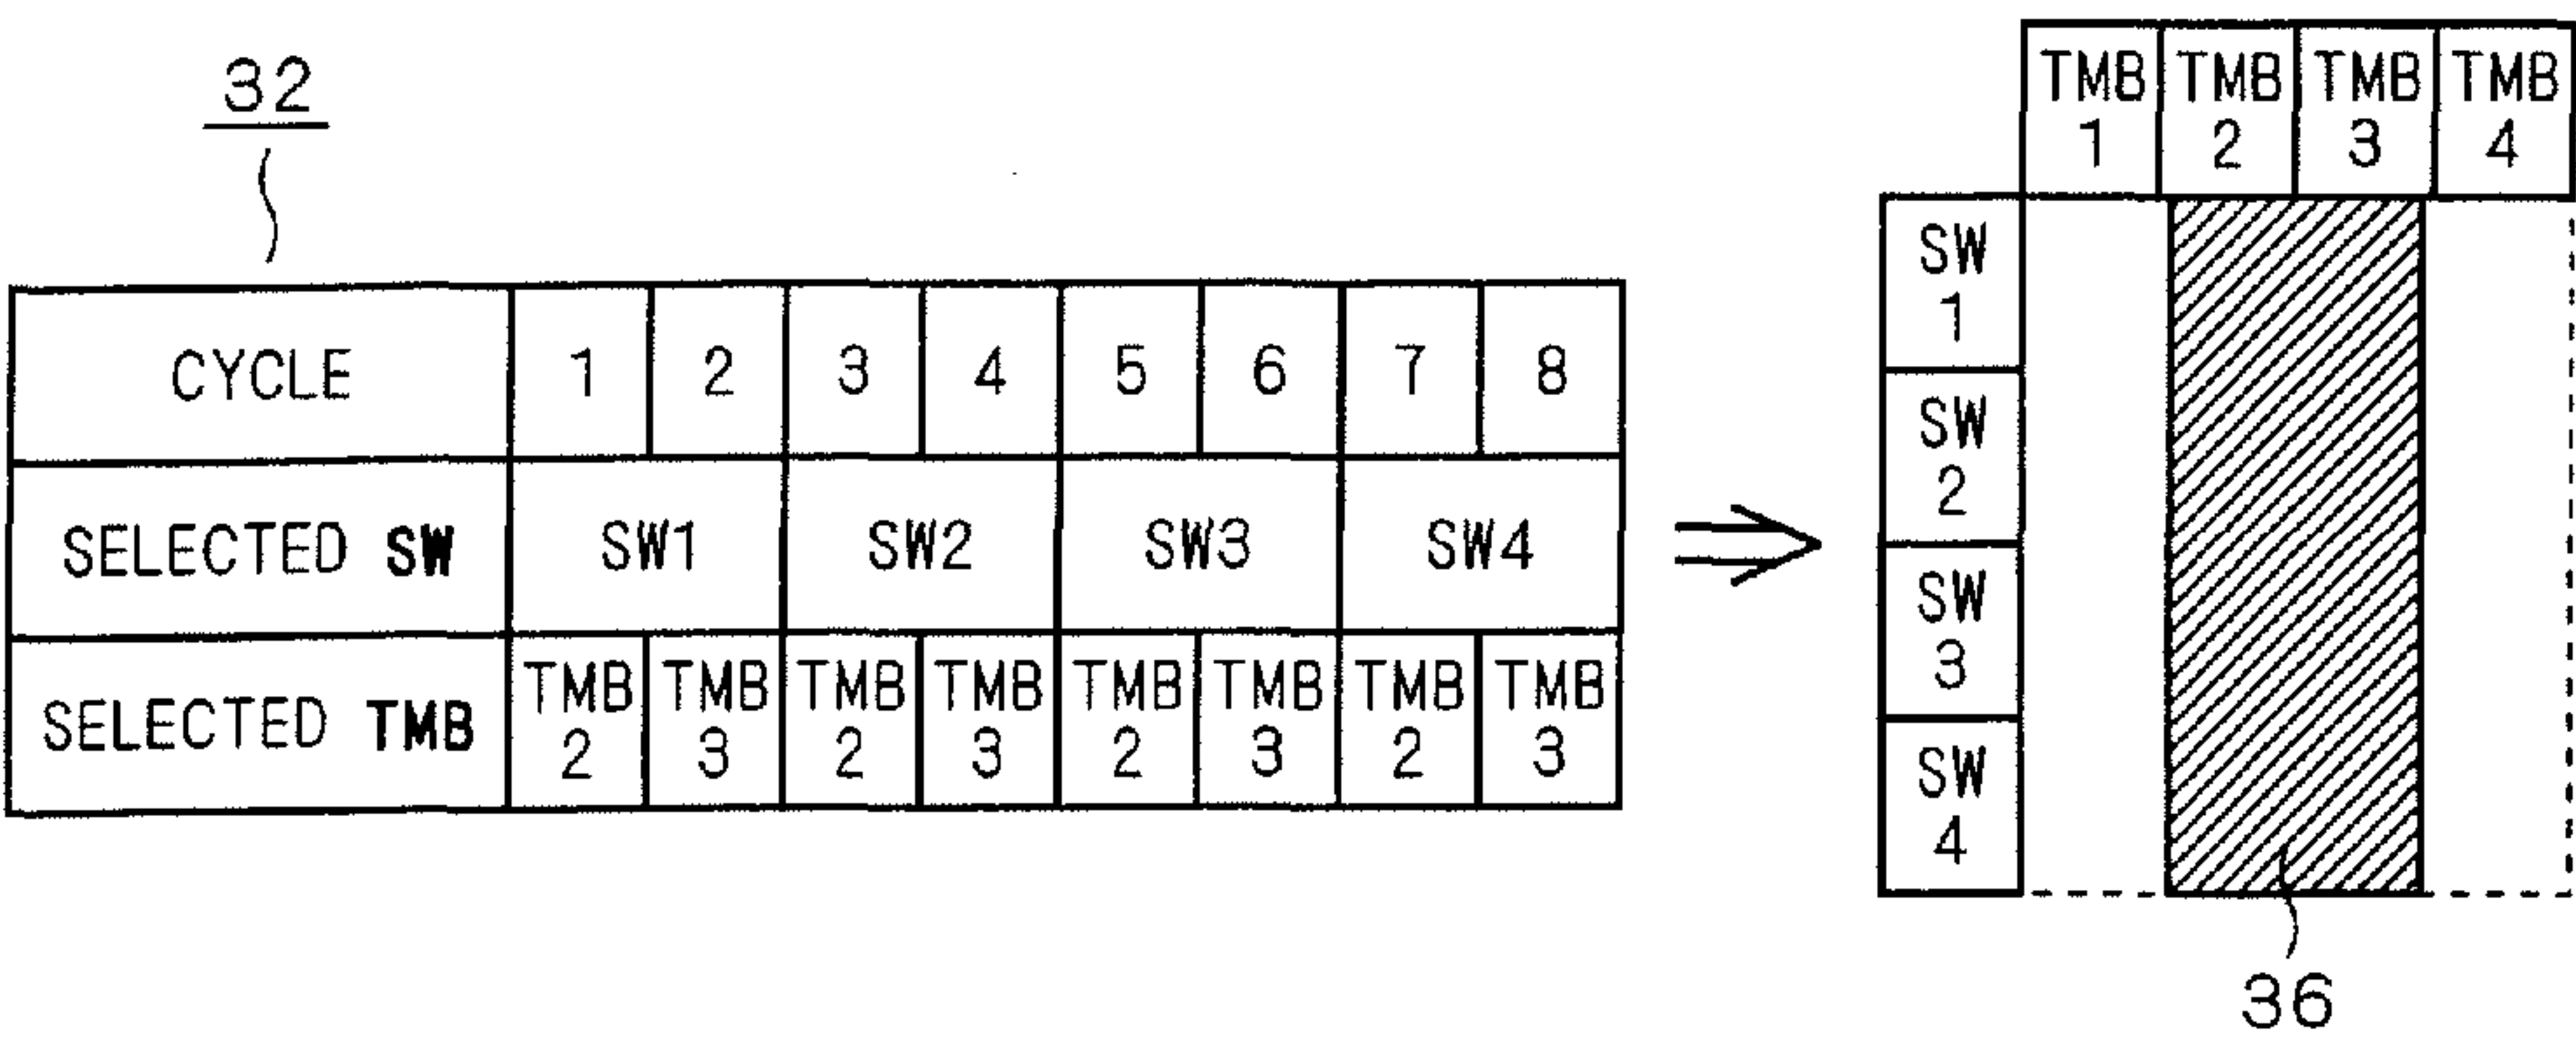 32
CYCLE 1 2 3 4 5 6 7 8
SELECTED SW SW1 SW2 SW3 SW4
SELECTED TMB TMB 2 TMB 3 TMB 2 TMB 3 TMB 2 TMB 3 TMB 2 TMB 3
TMB 1 TMB 2 TMB 3 TMB 4
SW 1
SW 2
SW 3
SW 4
36